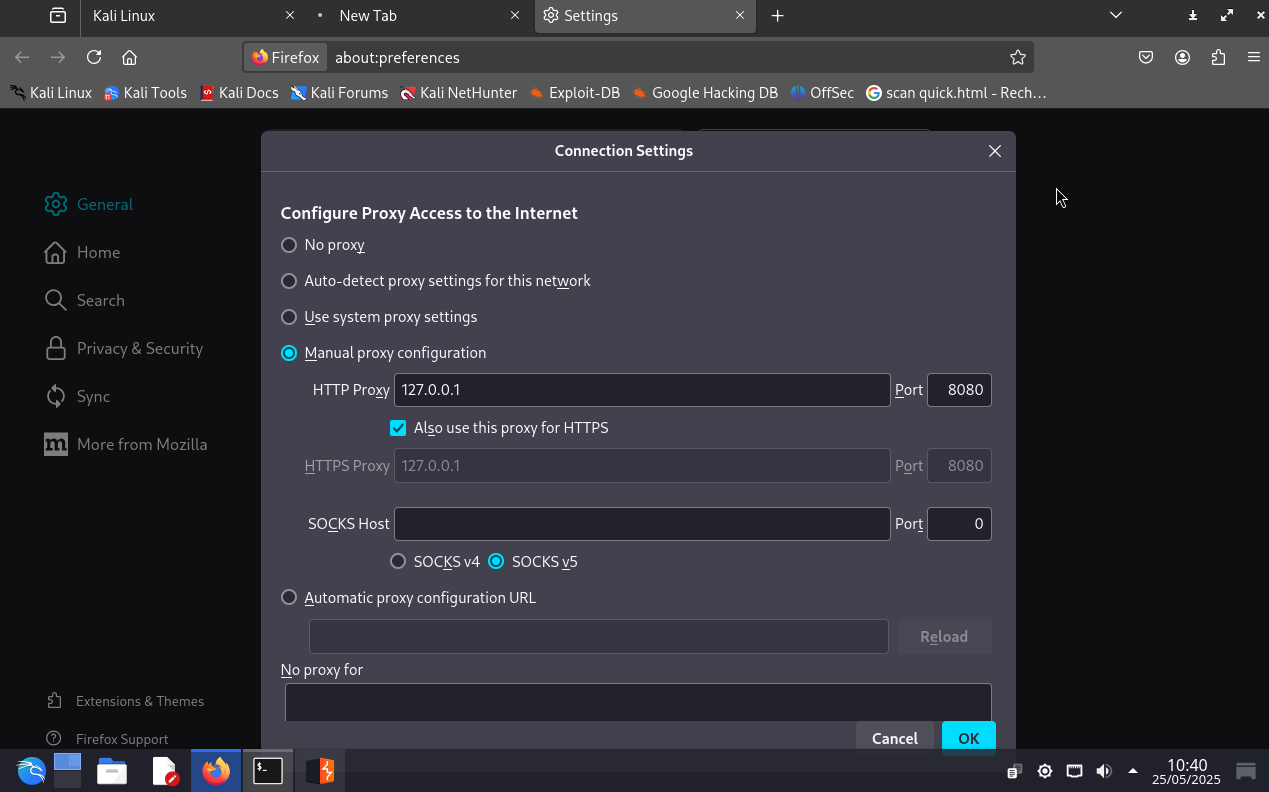 Kali Linux
New Tab
Settings
Firefox about:preferences
Kali Linux Kali Tools Kali Docs Kali Forums Kali NetHunter Exploit-DB Google Hacking DB OffSec scan quick.html - Rech…
Connection Settings
General
Home
Search
Privacy & Security
Sync
m More from Mozilla
Extensions & Themes
Firefox Support
Configure Proxy Access to the Internet
No proxy
Auto-detect proxy settings for this network
Use system proxy settings
Manual proxy configuration
HTTP Proxy 127.0.0.1 Port 8080
Also use this proxy for HTTPS
HTTPS Proxy 127.0.0.1 Port 8080
SOCKS Host Port 0
SOCKS v4 SOCKS v5
Automatic proxy configuration URL
Reload
No proxy for
Cancel OK
10:40
25/05/2025